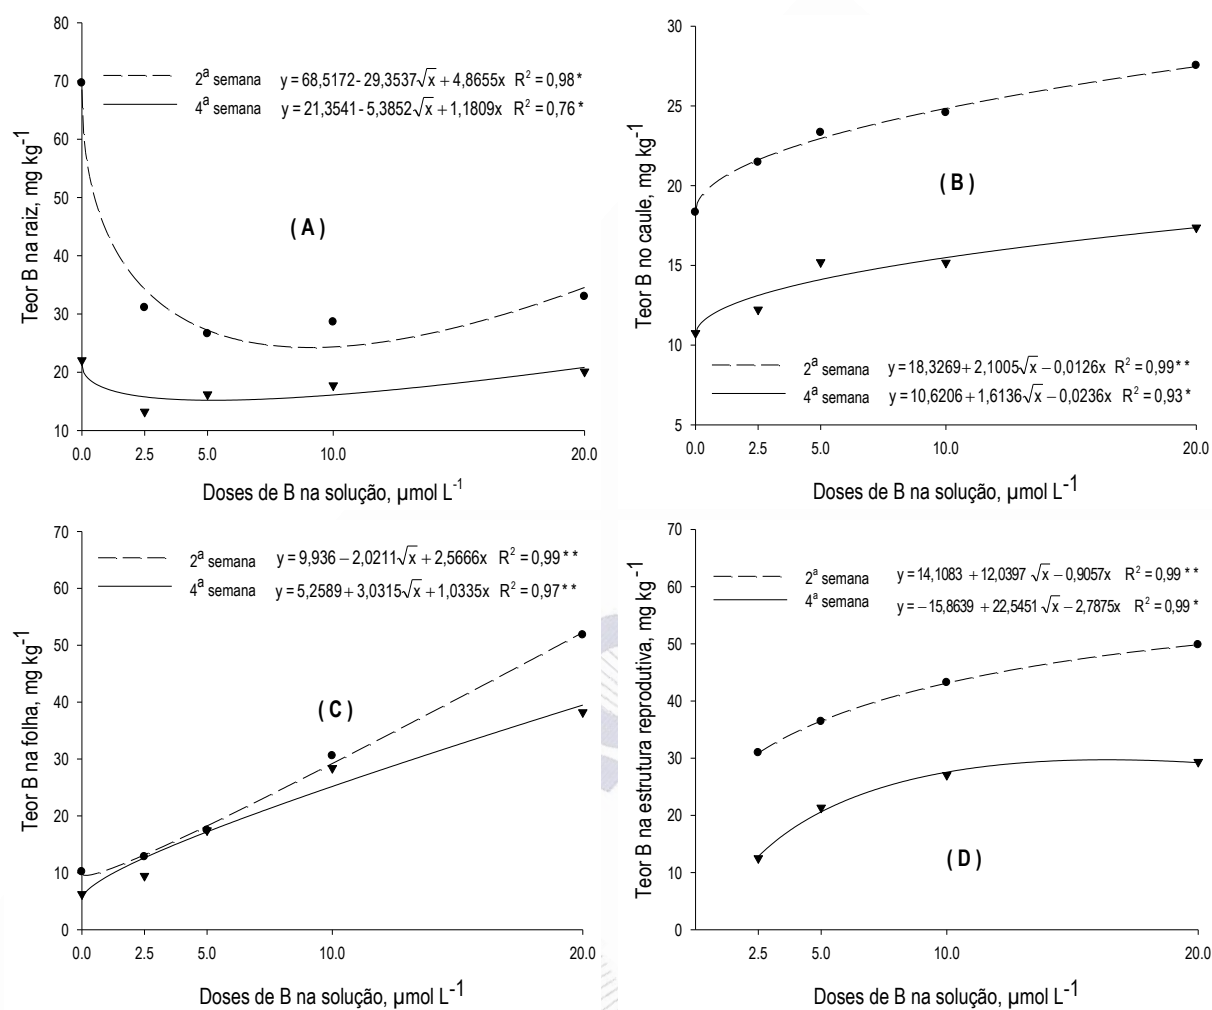 80
70
60
50
40
30
20
10
Teor B na raiz, mg kg-1
2ª semana y = 68,5172- 29,3537√x + 4,8655x R² = 0,98 *
4ª semana y = 21,3541 - 5,3852√x + 1,1809x R² = 0,76 *
( A )
0.0 2.5 5.0 10.0 20.0
Doses de B na solução, µmol L-1
30
25
20
15
10
5
Teor B no caule, mg kg-1
( B )
2ª semana y = 18,3269+ 2,1005√x − 0,0126x R² = 0,99* *
4ª semana y = 10,6206 + 1,6136√x − 0,0236x R² = 0,93 *
0.0 2.5 5.0 10.0 20.0
Doses de B na solução, µmol L-1
70
60
50
40
30
20
10
0
Teor B na folha, mg kg-1
2ª semana y = 9,936 − 2,0211√x + 2,5666x R² = 0,99 * *
4ª semana y = 5,2589 + 3,0315√x + 1,0335x R² = 0,97* *
( C )
0.0 2.5 5.0 10.0 20.0
Doses de B na solução, µmol L-1
70
60
50
40
30
20
10
0
Teor B na estrutura reprodutiva, mg kg-1
2ª semana y = 14,1083 + 12,0397 √x − 0,9057x R² = 0,99 * *
4ª semana y = − 15,8639 + 22,5451 √x − 2,7875x R² = 0,99 *
( D )
2.5 5.0 10.0 20.0
Doses de B na solução, µmol L-1